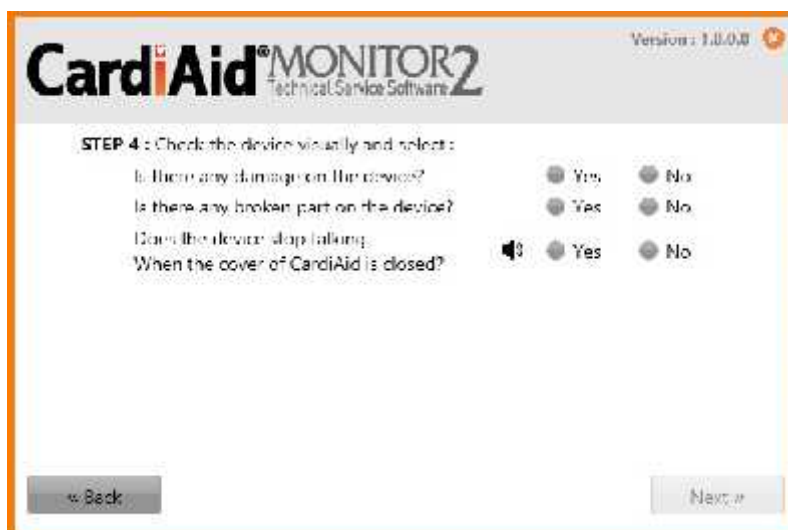 CardiAid® MONITOR2
Technical Service Software
Version : 1.0.0.0
STEP 4 : Check the device visually and select :
Is there any damage on the device? Yes No
Is there any broken part on the device? Yes No
Does the device stop talking
When the cover of CardiAid is closed? Yes No
« Back Next »